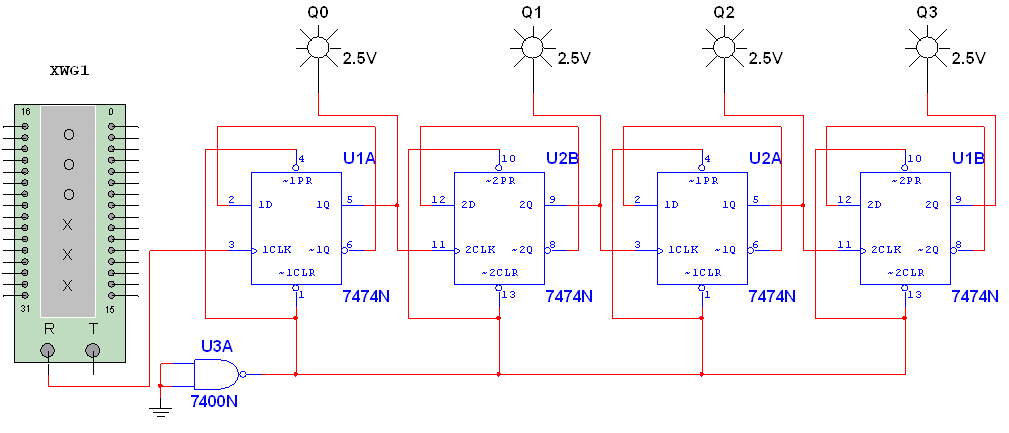 Q0 Q1 Q2 Q3
2.5V 2.5V 2.5V 2.5V
XWG1
16 0
O
O
O
X
X
X
31 15
R T
4 U1A 10 U2B 4 U2A 10 U1B
~1PR ~2PR ~1PR ~2PR
2 1D 1Q 5 12 2D 2Q 9 2 1D 1Q 5 12 2D 2Q 9
3 1CLK ~1Q 6 11 2CLK ~2Q 8 3 1CLK ~1Q 6 11 2CLK ~2Q 8
~1CLR ~2CLR ~1CLR ~2CLR
1 7474N 13 7474N 1 7474N 13 7474N
U3A
7400N